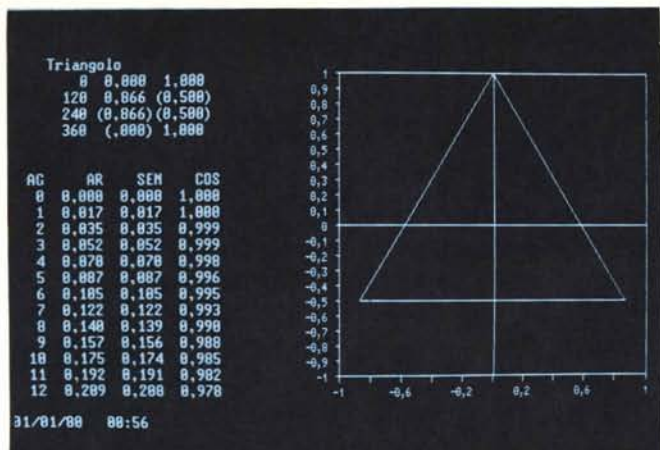 Triangolo
0 0,000 1,000
120 0,866 (0,500)
240 (0,866)(0,500)
360 (,000) 1,000
AG AR SEN COS
0 0,000 0,000 1,000
1 0,017 0,017 1,000
2 0,035 0,035 0,999
3 0,052 0,052 0,999
4 0,070 0,070 0,998
5 0,087 0,087 0,996
6 0,105 0,105 0,995
7 0,122 0,122 0,993
8 0,140 0,139 0,990
9 0,157 0,156 0,988
10 0,175 0,174 0,985
11 0,192 0,191 0,982
12 0,209 0,208 0,978
01/01/80 00:56
1
0,9
0,8
0,7
0,6
0,5
0,4
0,3
0,2
0,1
0
-0,1
-0,2
-0,3
-0,4
-0,5
-0,6
-0,7
-0,8
-0,9
-1
-1 -0,6 -0,2 0,2 0,6 1